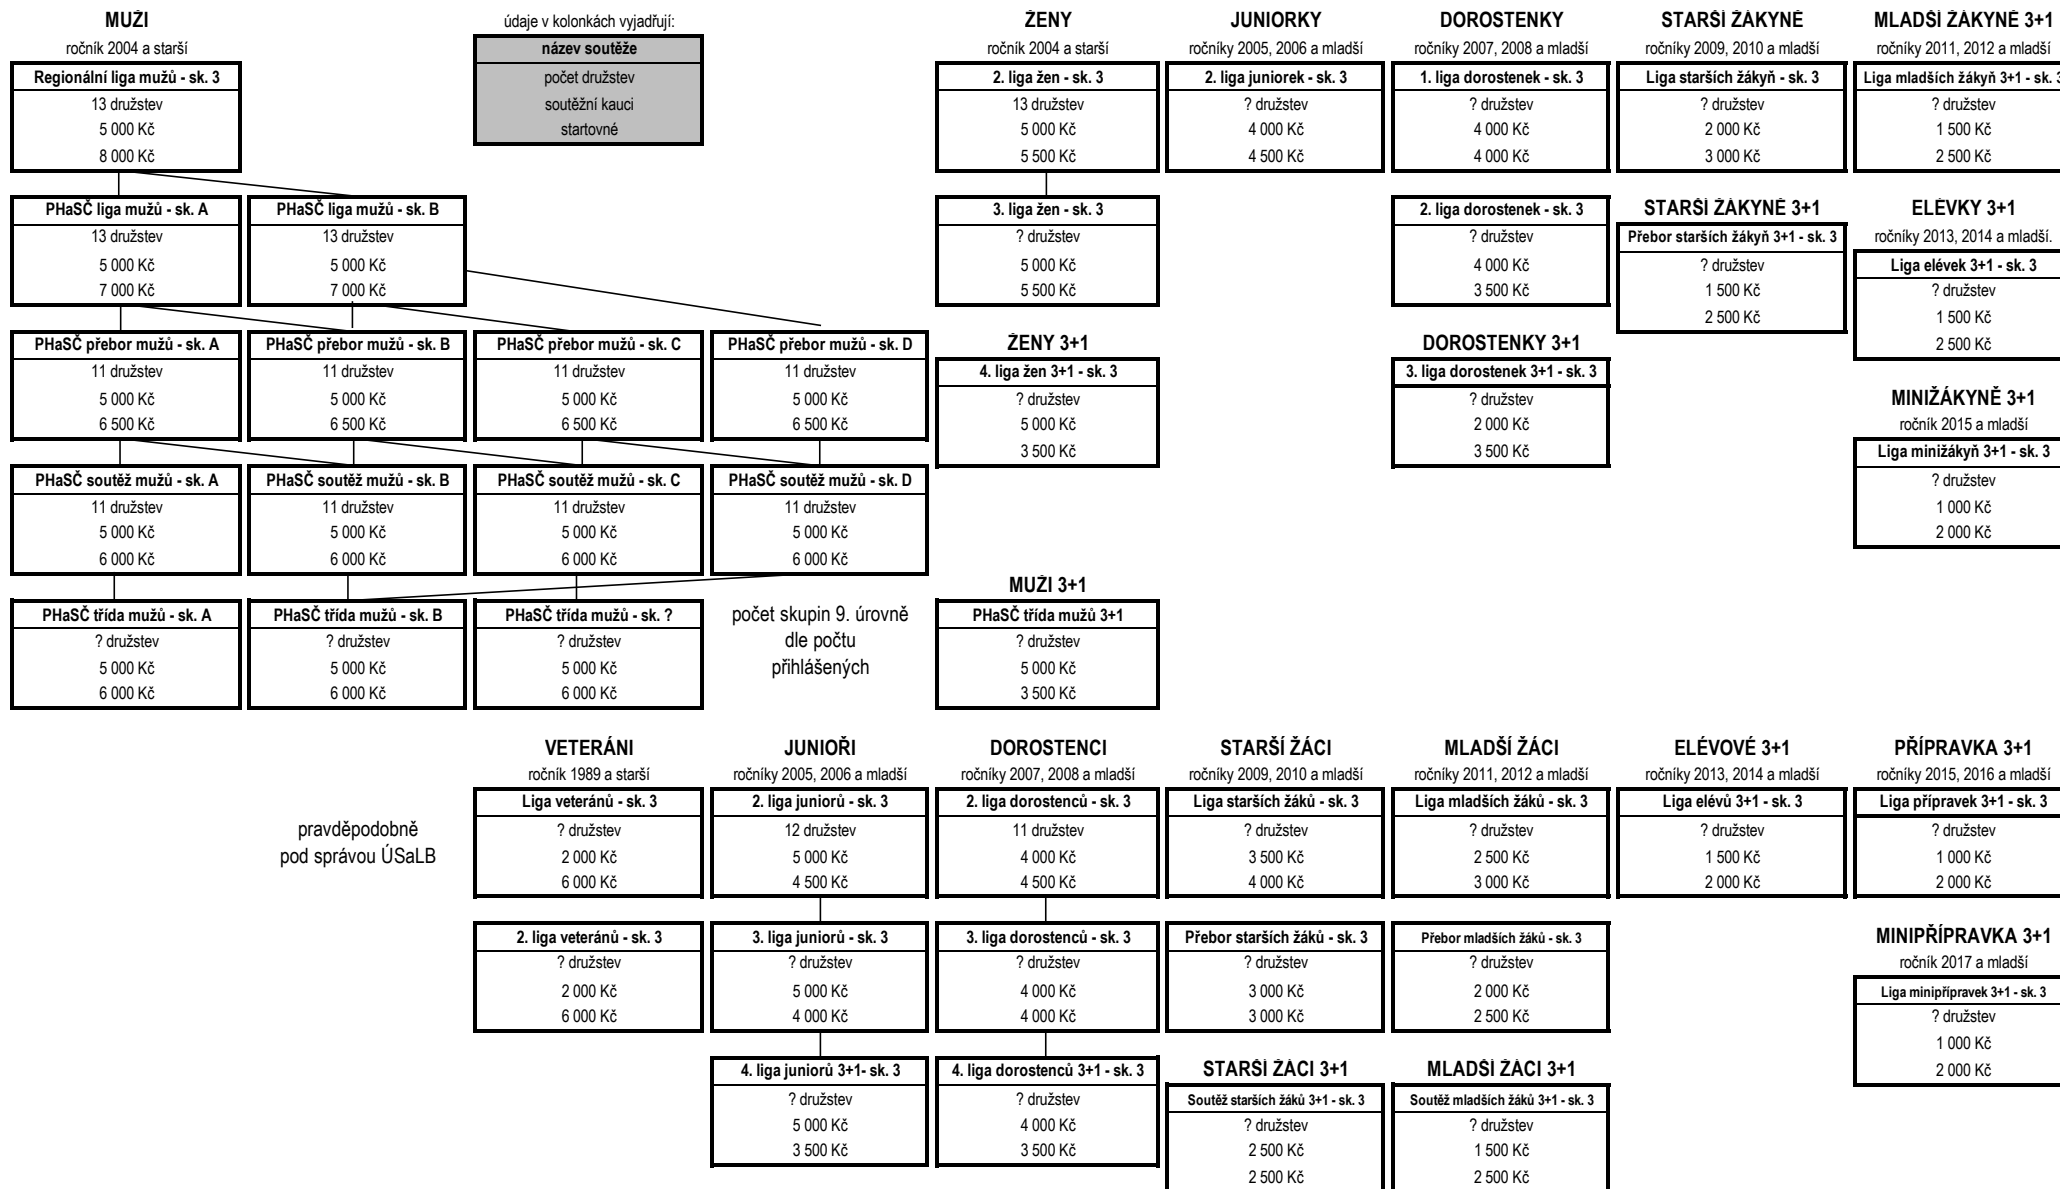 MUŽI
ročník 2004 a starší
Regionální liga mužů - sk. 3
13 družstev
5 000 Kč
8 000 Kč
údaje v kolonkách vyjadřují:
název soutěže
počet družstev
soutěžní kauci
startovné
ŽENY
ročník 2004 a starší
2. liga žen - sk. 3
13 družstev
5 000 Kč
5 500 Kč
JUNIORKY
ročníky 2005, 2006 a mladší
2. liga juniorek - sk. 3
? družstev
4 000 Kč
4 500 Kč
DOROSTENKY
ročníky 2007, 2008 a mladší
1. liga dorostenek - sk. 3
? družstev
4 000 Kč
4 000 Kč
STARŠÍ ŽÁKYNĚ
ročníky 2009, 2010 a mladší
Liga starších žákyň - sk. 3
? družstev
2 000 Kč
3 000 Kč
MLADŠÍ ŽÁKYNĚ 3+1
ročníky 2011, 2012 a mladší
Liga mladších žákyň 3+1 - sk. 3
? družstev
1 500 Kč
2 500 Kč
PHaSČ liga mužů - sk. A
13 družstev
5 000 Kč
7 000 Kč
PHaSČ liga mužů - sk. B
13 družstev
5 000 Kč
7 000 Kč
3. liga žen - sk. 3
? družstev
5 000 Kč
5 500 Kč
2. liga dorostenek - sk. 3
? družstev
4 000 Kč
3 500 Kč
STARŠÍ ŽÁKYNĚ 3+1
Přebor starších žákyň 3+1 - sk. 3
? družstev
1 500 Kč
2 500 Kč
ELÉVKY 3+1
ročníky 2013, 2014 a mladší.
Liga elévek 3+1 - sk. 3
? družstev
1 500 Kč
2 500 Kč
PHaSČ přebor mužů - sk. A
11 družstev
5 000 Kč
6 500 Kč
PHaSČ přebor mužů - sk. B
11 družstev
5 000 Kč
6 500 Kč
PHaSČ přebor mužů - sk. C
11 družstev
5 000 Kč
6 500 Kč
PHaSČ přebor mužů - sk. D
11 družstev
5 000 Kč
6 500 Kč
ŽENY 3+1
4. liga žen 3+1 - sk. 3
? družstev
5 000 Kč
3 500 Kč
DOROSTENKY 3+1
3. liga dorostenek 3+1 - sk. 3
? družstev
2 000 Kč
3 500 Kč
MINIŽÁKYNĚ 3+1
ročník 2015 a mladší
Liga minižákyň 3+1 - sk. 3
? družstev
1 000 Kč
2 000 Kč
PHaSČ soutěž mužů - sk. A
11 družstev
5 000 Kč
6 000 Kč
PHaSČ soutěž mužů - sk. B
11 družstev
5 000 Kč
6 000 Kč
PHaSČ soutěž mužů - sk. C
11 družstev
5 000 Kč
6 000 Kč
PHaSČ soutěž mužů - sk. D
11 družstev
5 000 Kč
6 000 Kč
PHaSČ třída mužů - sk. A
? družstev
5 000 Kč
6 000 Kč
PHaSČ třída mužů - sk. B
? družstev
5 000 Kč
6 000 Kč
PHaSČ třída mužů - sk. ?
? družstev
5 000 Kč
6 000 Kč
počet skupin 9. úrovně
dle počtu
přihlášených
MUŽI 3+1
PHaSČ třída mužů 3+1
? družstev
5 000 Kč
3 500 Kč
pravděpodobně
pod správou ÚSaLB
VETERÁNI
ročník 1989 a starší
Liga veteránů - sk. 3
? družstev
2 000 Kč
6 000 Kč
JUNIOŘI
ročníky 2005, 2006 a mladší
2. liga juniorů - sk. 3
12 družstev
5 000 Kč
4 500 Kč
DOROSTENCI
ročníky 2007, 2008 a mladší
2. liga dorostenců - sk. 3
11 družstev
4 000 Kč
4 500 Kč
STARŠÍ ŽÁCI
ročníky 2009, 2010 a mladší
Liga starších žáků - sk. 3
? družstev
3 500 Kč
4 000 Kč
MLADŠÍ ŽÁCI
ročníky 2011, 2012 a mladší
Liga mladších žáků - sk. 3
? družstev
2 500 Kč
3 000 Kč
ELÉVOVÉ 3+1
ročníky 2013, 2014 a mladší
Liga elévů 3+1 - sk. 3
? družstev
1 500 Kč
2 000 Kč
PŘÍPRAVKA 3+1
ročníky 2015, 2016 a mladší
Liga přípravek 3+1 - sk. 3
? družstev
1 000 Kč
2 000 Kč
2. liga veteránů - sk. 3
? družstev
2 000 Kč
6 000 Kč
3. liga juniorů - sk. 3
? družstev
5 000 Kč
4 000 Kč
3. liga dorostenců - sk. 3
? družstev
4 000 Kč
4 000 Kč
Přebor starších žáků - sk. 3
? družstev
3 000 Kč
3 000 Kč
Přebor mladších žáků - sk. 3
? družstev
2 000 Kč
2 500 Kč
MINIPŘÍPRAVKA 3+1
ročník 2017 a mladší
Liga minipřípravek 3+1 - sk. 3
? družstev
1 000 Kč
2 000 Kč
4. liga juniorů 3+1- sk. 3
? družstev
5 000 Kč
3 500 Kč
4. liga dorostenců 3+1 - sk. 3
? družstev
4 000 Kč
3 500 Kč
STARŠÍ ŽÁCI 3+1
Soutěž starších žáků 3+1 - sk. 3
? družstev
2 500 Kč
2 500 Kč
MLADŠÍ ŽÁCI 3+1
Soutěž mladších žáků 3+1 - sk. 3
? družstev
1 500 Kč
2 500 Kč